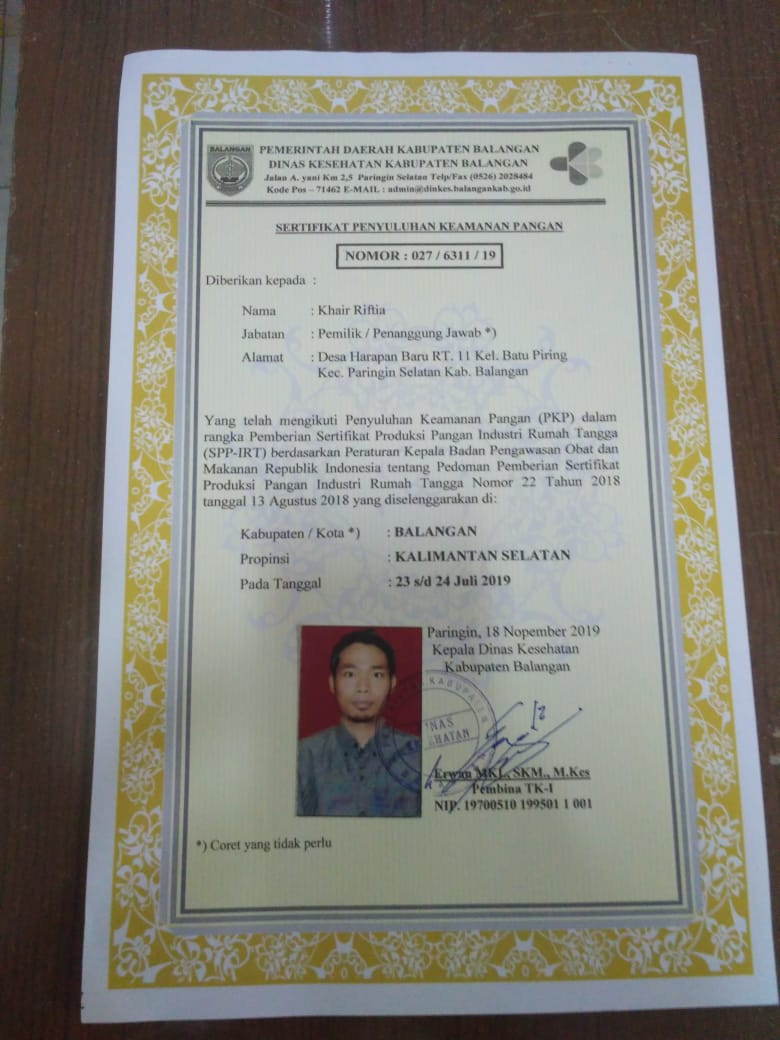 BALANGAN
PEMERINTAH DAERAH KABUPATEN BALANGAN
DINAS KESEHATAN KABUPATEN BALANGAN
Jalan A. yani Km 2,5 Paringin Selatan Telp/Fax (0526) 2028484
Kode Pos – 71462 E-MAIL : admin@dinkes.balangankab.go.id
SERTIFIKAT PENYULUHAN KEAMANAN PANGAN
NOMOR : 027 / 6311 / 19
Diberikan kepada :
Nama : Khair Riftia
Jabatan : Pemilik / Penanggung Jawab *)
Alamat : Desa Harapan Baru RT. 11 Kel. Batu Piring
Kec. Paringin Selatan Kab. Balangan
Yang telah mengikuti Penyuluhan Keamanan Pangan (PKP) dalam
rangka Pemberian Sertifikat Produksi Pangan Industri Rumah Tangga
(SPP-IRT) berdasarkan Peraturan Kepala Badan Pengawasan Obat dan
Makanan Republik Indonesia tentang Pedoman Pemberian Sertifikat
Produksi Pangan Industri Rumah Tangga Nomor 22 Tahun 2018
tanggal 13 Agustus 2018 yang diselenggarakan di:
Kabupaten / Kota *) : BALANGAN
Propinsi : KALIMANTAN SELATAN
Pada Tanggal : 23 s/d 24 Juli 2019
Paringin, 18 Nopember 2019
Kepala Dinas Kesehatan
Kabupaten Balangan
KABUPATEN
Erwan MKL, SKM., M.Kes
Pembina TK-I
NIP. 19700510 199501 1 001
*) Coret yang tidak perlu